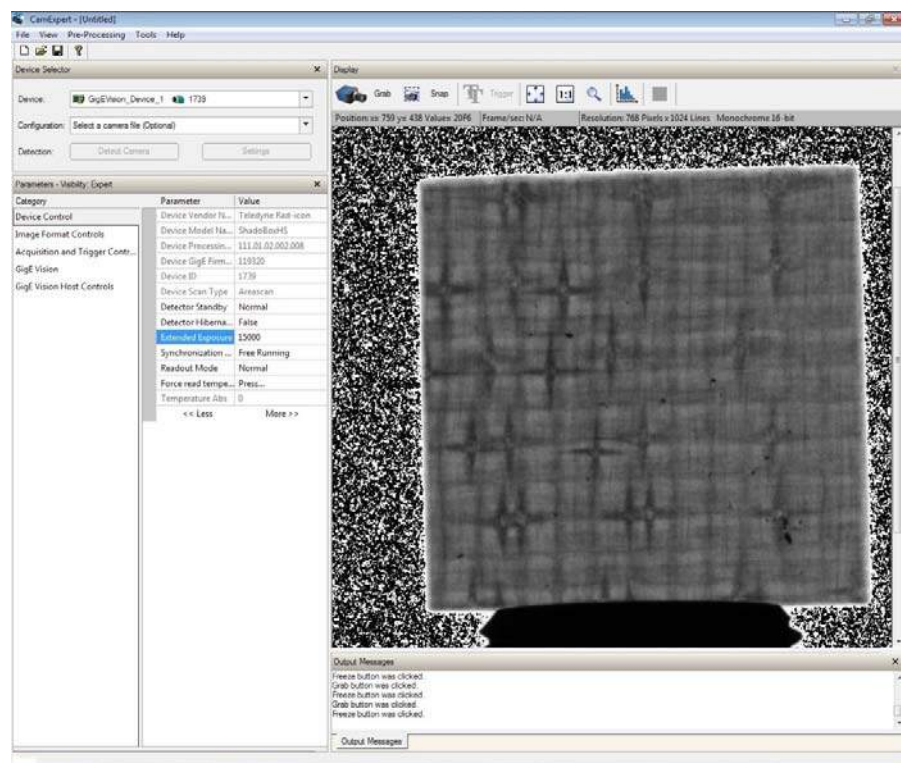 CamExpert - [Untitled]
File View Pre-Processing Tools Help
Device Selector
Device: GigEVision_Device_1 1739
Configuration: Select a camera file (Optional)
Detection: Detect Camera Settings
Parameters - Visibility: Expert
Category Parameter Value
Device Control
Image Format Controls
Acquisition and Trigger Contr...
GigE Vision
GigE Vision Host Controls
Device Vendor N... Teledyne Rad-icon
Device Model Na... ShadoBoxHS
Device Processin... 111.01.02.002.008
Device GigE Firm... 119320
Device ID 1739
Device Scan Type Areascan
Detector Standby Normal
Detector Hiberna... False
Extended Exposure 15000
Synchronization ... Free Running
Readout Mode Normal
Force read tempe... Press...
Temperature Abs 0
<< Less More >>
Display
Grab Snap Trigger 1:1
Position: x= 759 y= 438 Value= 20F6 Frame/sec: N/A Resolution: 768 Pixels x 1024 Lines Monochrome 16-bit
Output Messages
Freeze button was clicked.
Grab button was clicked.
Freeze button was clicked.
Grab button was clicked.
Freeze button was clicked.
Output Messages